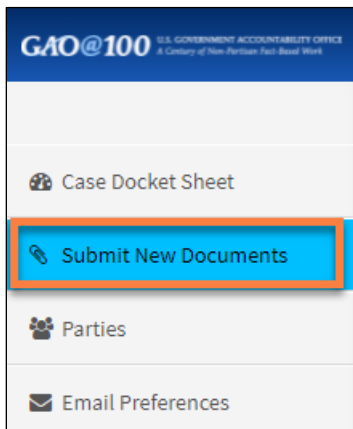 GAO@100 U.S. GOVERNMENT ACCOUNTABILITY OFFICE
A Century of Non-Partisan Fact-Based Work
Case Docket Sheet
Submit New Documents
Parties
Email Preferences